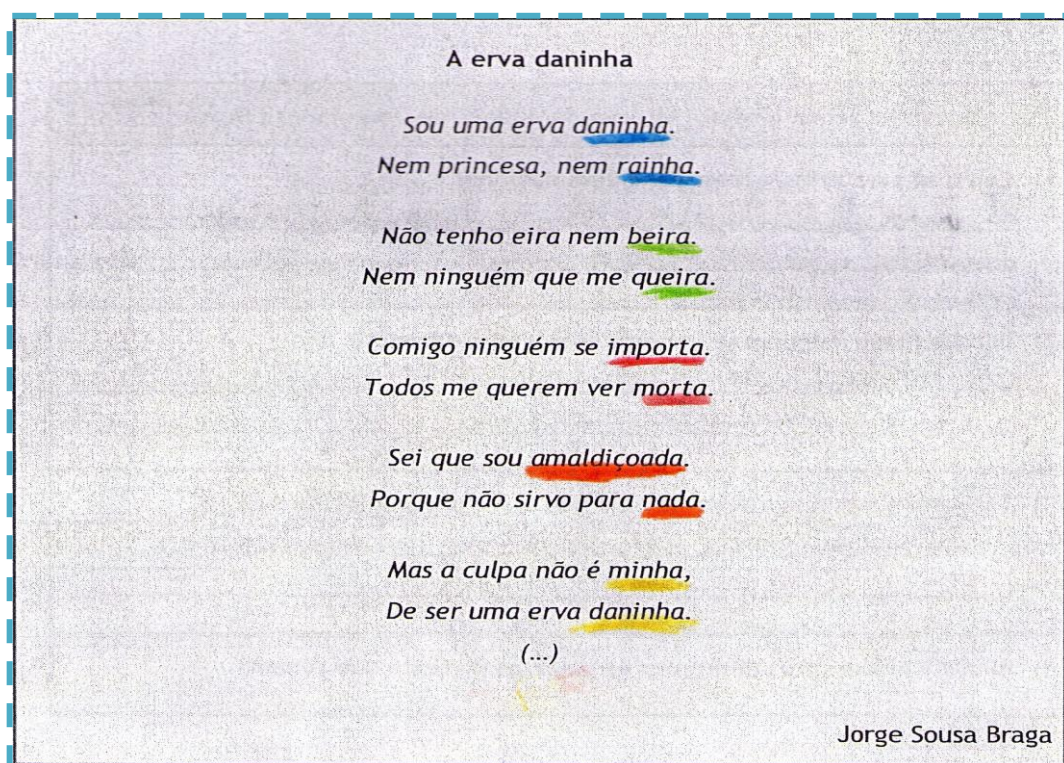 A erva daninha
Sou uma erva daninha.
Nem princesa, nem rainha.
Não tenho eira nem beira.
Nem ninguém que me queira.
Comigo ninguém se importa.
Todos me querem ver morta.
Sei que sou amaldiçoada.
Porque não sirvo para nada.
Mas a culpa não é minha,
De ser uma erva daninha.
(...)
Jorge Sousa Braga